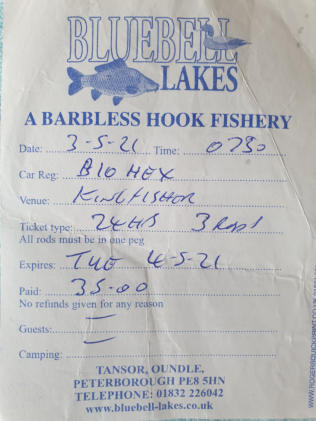 BLUEBELL
LAKES
A BARBLESS HOOK FISHERY
Date: 3-5-21 Time: 0730
Car Reg: B10 HEX
Venue: KINGFISHER
Ticket type: 24HR 3 Rods
All rods must be in one peg
Expires: TUE 4-5-21
Paid: 35-00
No refunds given for any reason
Guests: —
Camping: —
TANSOR, OUNDLE,
PETERBOROUGH PE8 5HN
TELEPHONE: 01832 226042
www.bluebell-lakes.co.uk